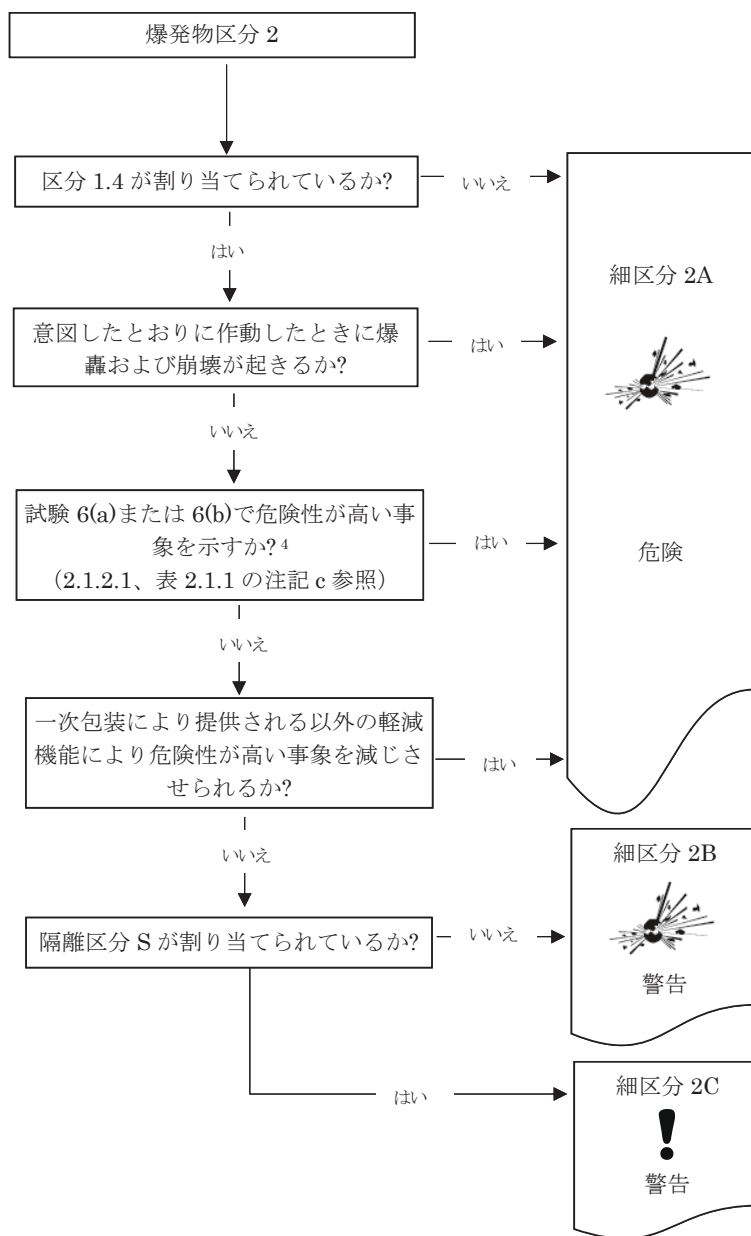 爆発物区分 2
区分 1.4 が割り当てられているか?
いいえ
はい
細区分 2A
意図したとおりに作動したときに爆
轟および崩壊が起きるか?
はい
いいえ
試験 6(a)または 6(b)で危険性が高い事
象を示すか? 4
(2.1.2.1、表 2.1.1 の注記 c 参照)
はい
危険
いいえ
一次包装により提供される以外の軽減
機能により危険性が高い事象を減じさ
せられるか?
はい
いいえ
細区分 2B
隔離区分 S が割り当てられているか?
いいえ
警告
はい
細区分 2C
!
警告